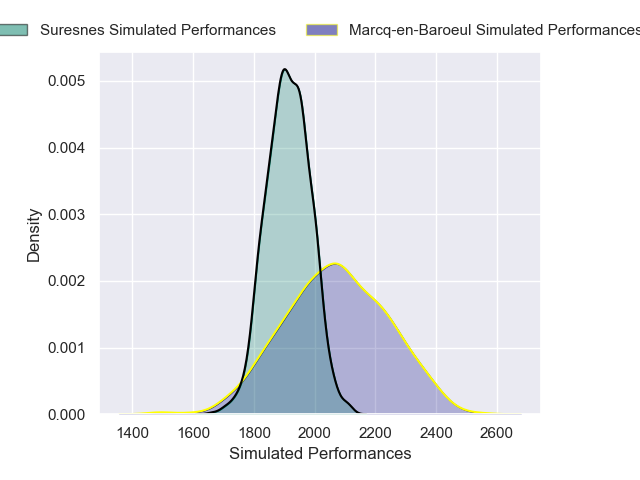 Suresnes Simulated Performances
Marcq-en-Baroeul Simulated Performances
0.005
0.004
0.003
0.002
0.001
0.000
Density
1400 1600 1800 2000 2200 2400 2600
Simulated Performances